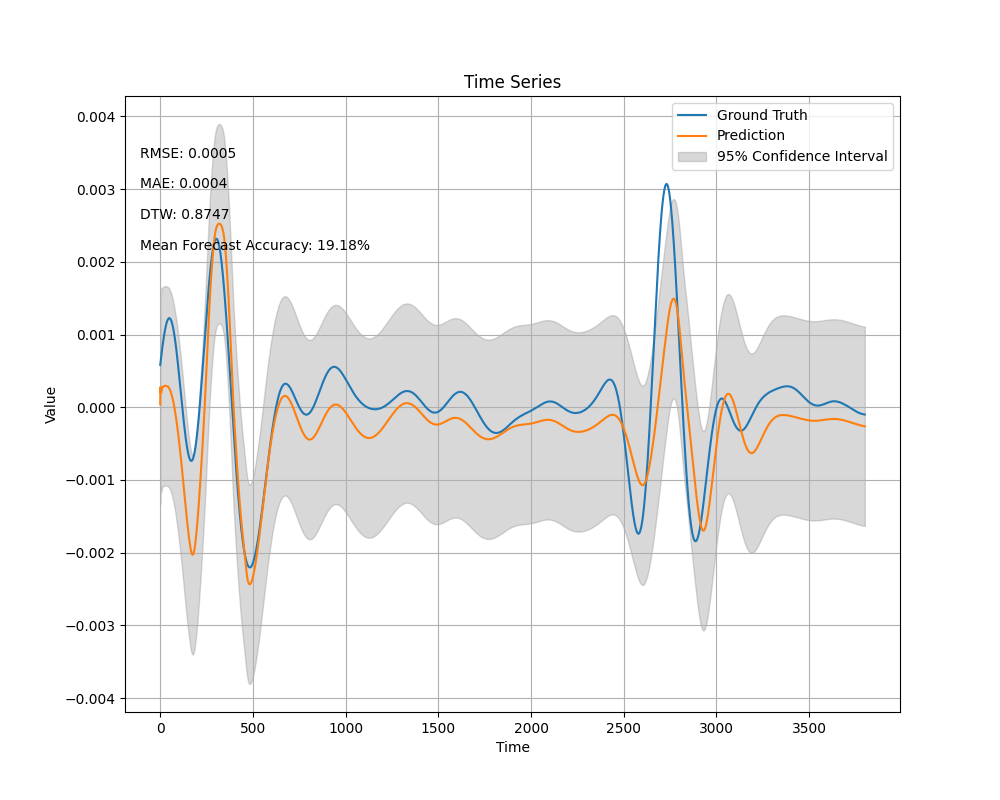 Time Series
Ground Truth
Prediction
95% Confidence Interval
RMSE: 0.0005
MAE: 0.0004
DTW: 0.8747
Mean Forecast Accuracy: 19.18%
Value
0.004
0.003
0.002
0.001
0.000
−0.001
−0.002
−0.003
−0.004
0 500 1000 1500 2000 2500 3000 3500
Time